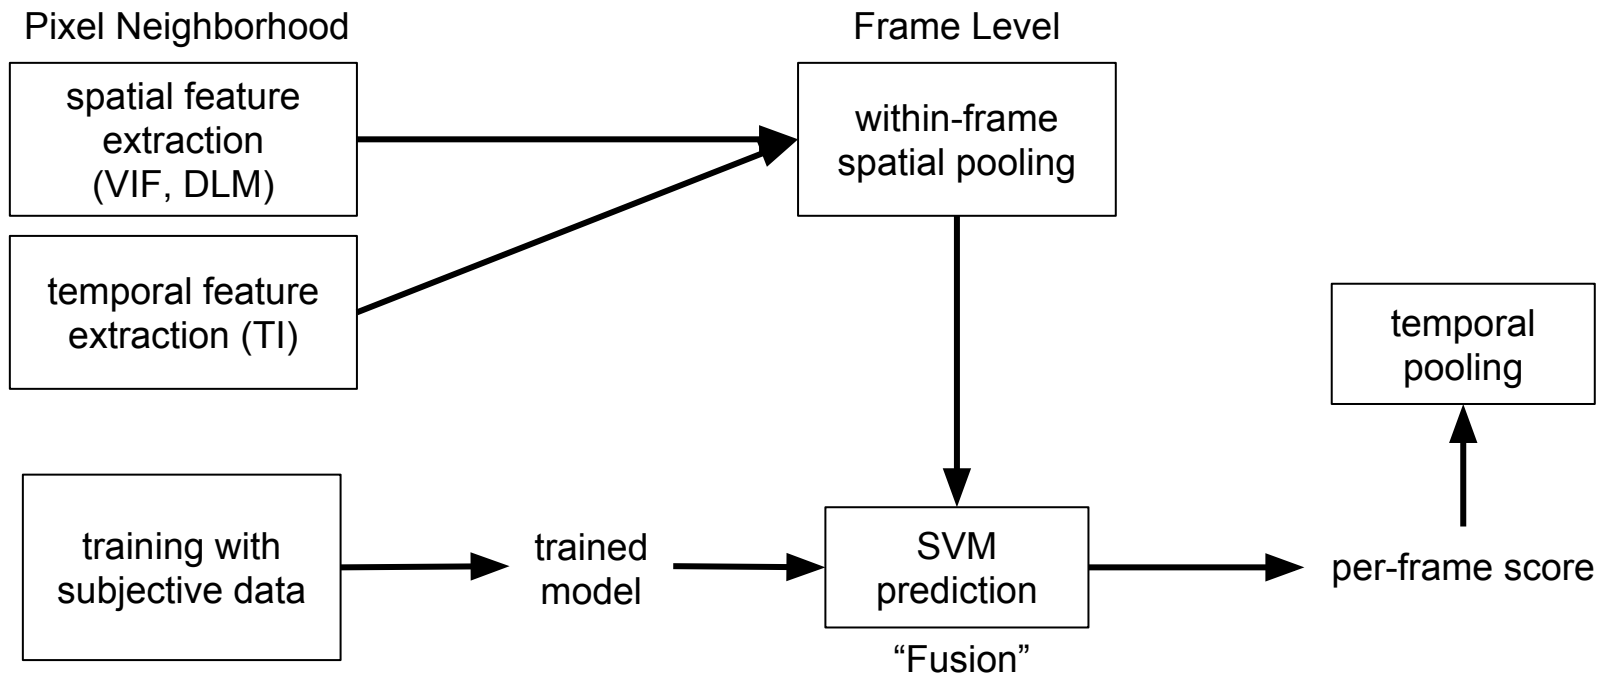 Pixel Neighborhood
Frame Level
spatial feature
extraction
(VIF, DLM)
within-frame
spatial pooling
temporal feature
extraction (TI)
temporal
pooling
training with
subjective data
trained
model
SVM
prediction
per-frame score
“Fusion”